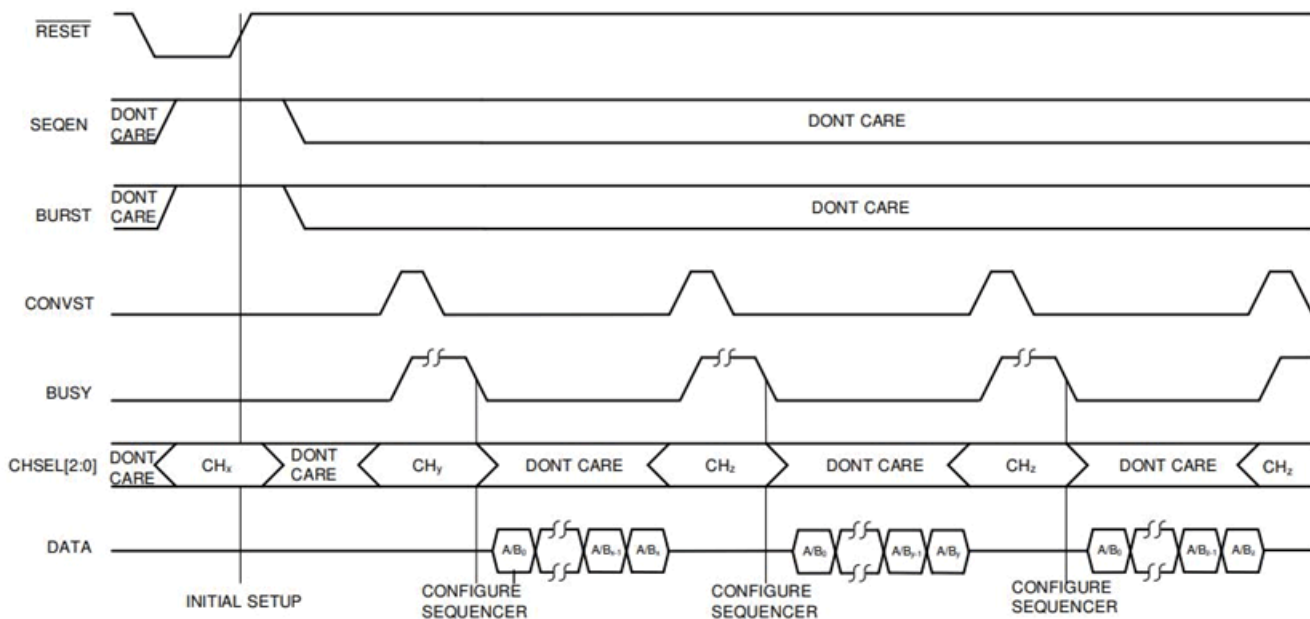 RESET
DONT
CARE
SEQEN
DONT CARE
DONT
CARE
BURST
DONT CARE
CONVST
BUSY
CHSEL[2:0]
DONT
CARE
CHx
DONT
CARE
CHy
DONT CARE
CHz
DONT CARE
CHz
DONT CARE
CHz
DATA
A/B0
A/Bx-1
A/Bx
A/B0
A/By-1
A/By
A/B0
A/Bz-1
A/Bz
INITIAL SETUP
CONFIGURE
SEQUENCER
CONFIGURE
SEQUENCER
CONFIGURE
SEQUENCER